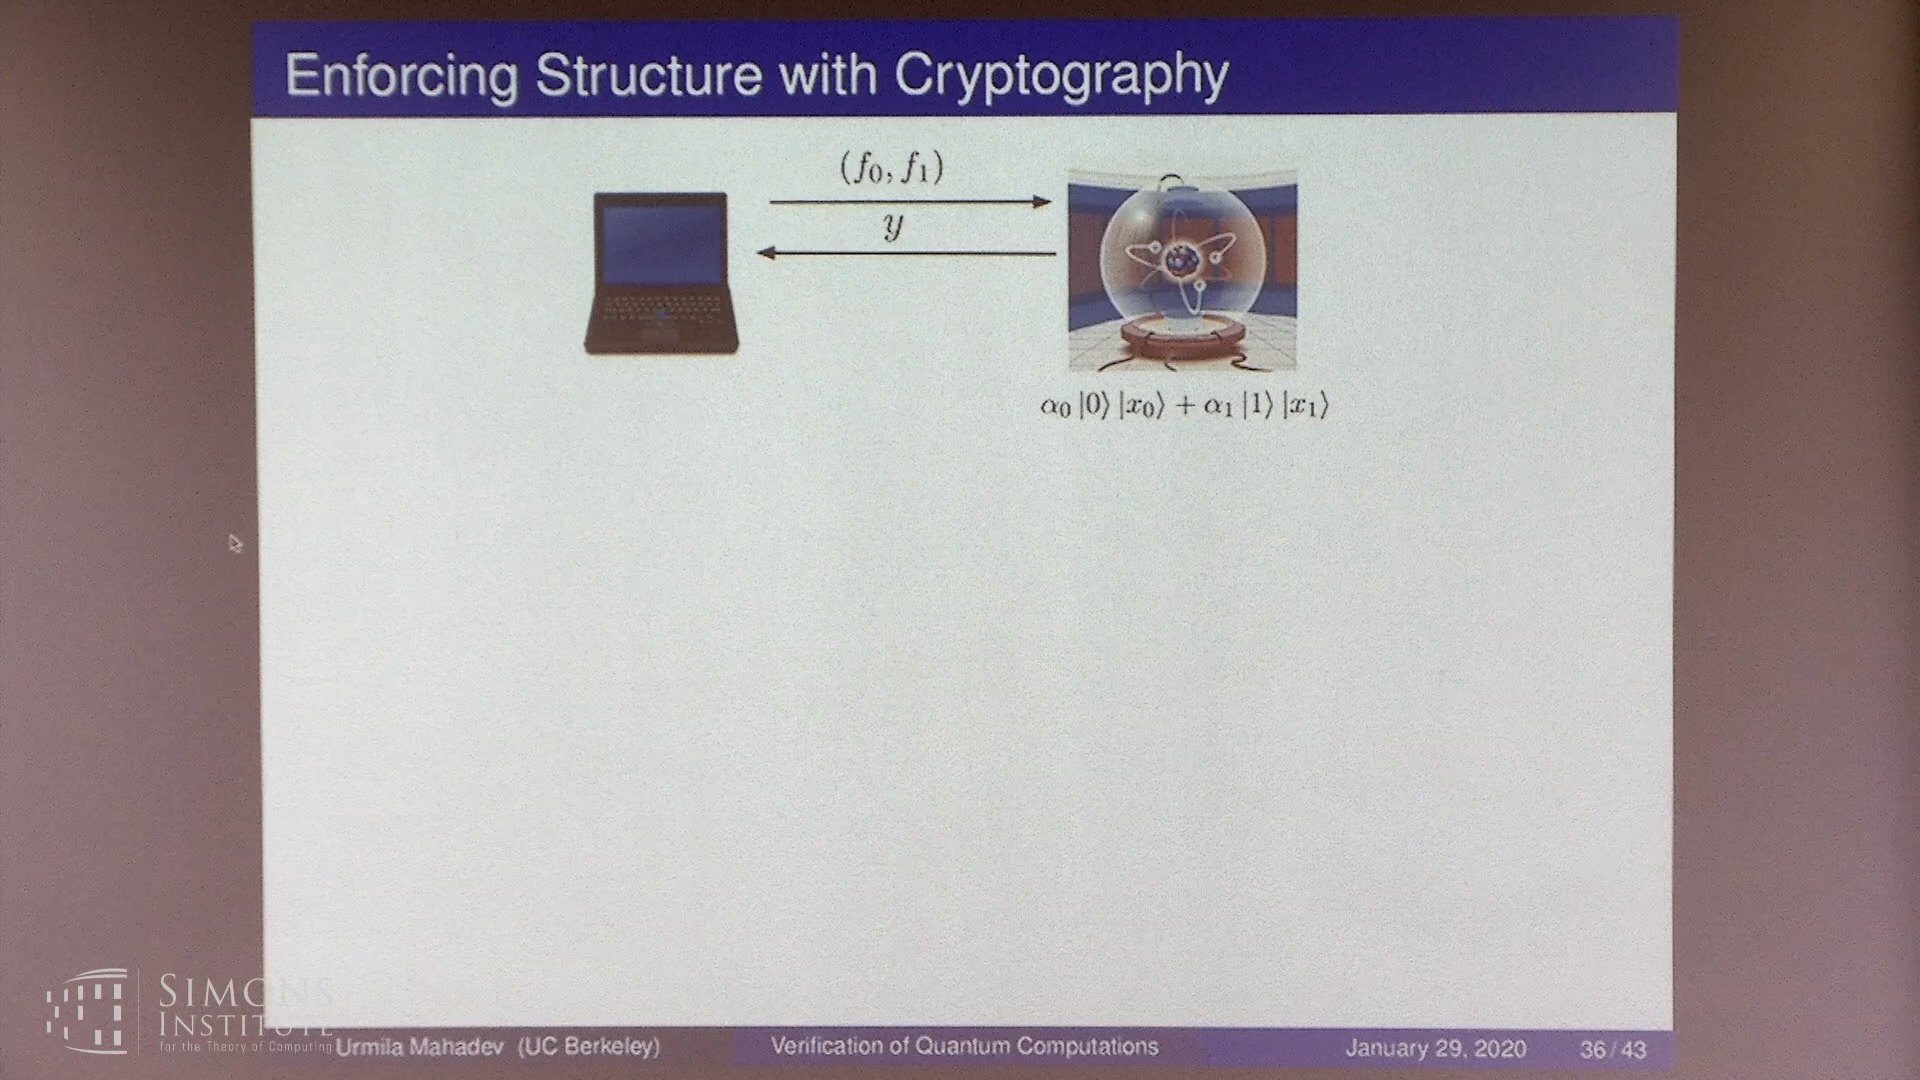 Enforcing Structure with Cryptography
(f₀, f₁)
y
α₀ |0⟩ |x₀⟩ + α₁ |1⟩ |x₁⟩
SIMONS
INSTITUTE
for the Theory of Computing
Urmila Mahadev (UC Berkeley)
Verification of Quantum Computations
January 29, 2020
36 / 43